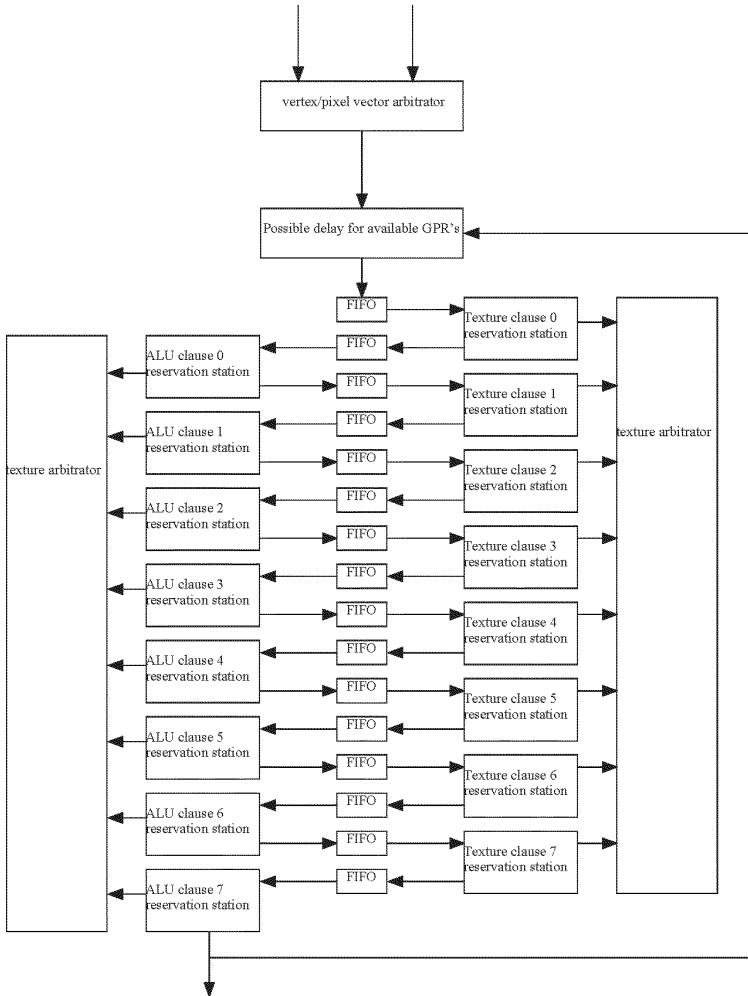 vertex/pixel vector arbitrator
Possible delay for available GPR's
FIFO
Texture clause 0
reservation station
FIFO
ALU clause 0
reservation station
FIFO
Texture clause 1
reservation station
FIFO
ALU clause 1
reservation station
texture arbitrator
texture arbitrator
FIFO
Texture clause 2
reservation station
FIFO
ALU clause 2
reservation station
FIFO
Texture clause 3
reservation station
FIFO
ALU clause 3
reservation station
FIFO
Texture clause 4
reservation station
FIFO
ALU clause 4
reservation station
FIFO
Texture clause 5
reservation station
FIFO
ALU clause 5
reservation station
FIFO
Texture clause 6
reservation station
FIFO
ALU clause 6
reservation station
FIFO
Texture clause 7
reservation station
FIFO
ALU clause 7
reservation station